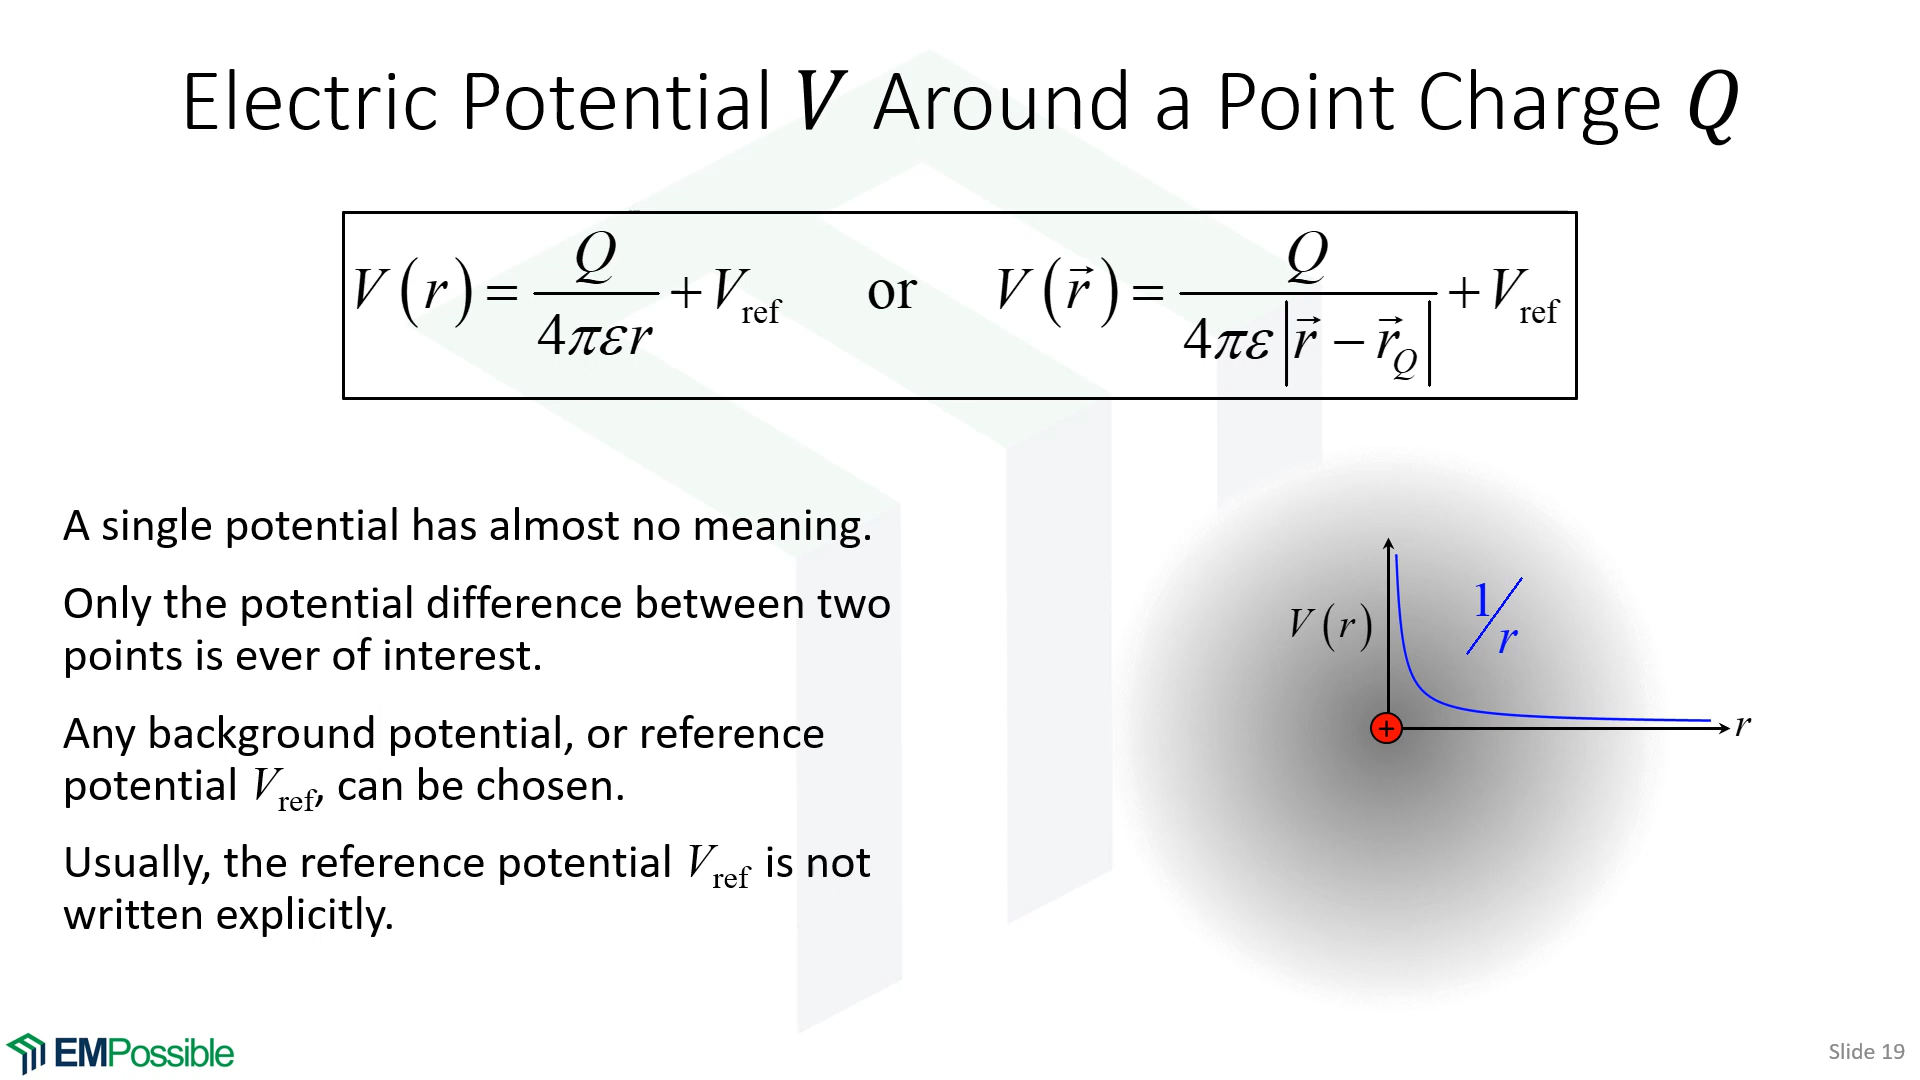 Electric Potential V Around a Point Charge Q
V(r) = Q / 4πεr + V_ref or V(r⃗) = Q / 4πε|r⃗ − r⃗_Q| + V_ref
A single potential has almost no meaning.
Only the potential difference between two
points is ever of interest.
Any background potential, or reference
potential V_ref, can be chosen.
Usually, the reference potential V_ref is not
written explicitly.
V(r)
1/r
+
r
EMPossible
Slide 19